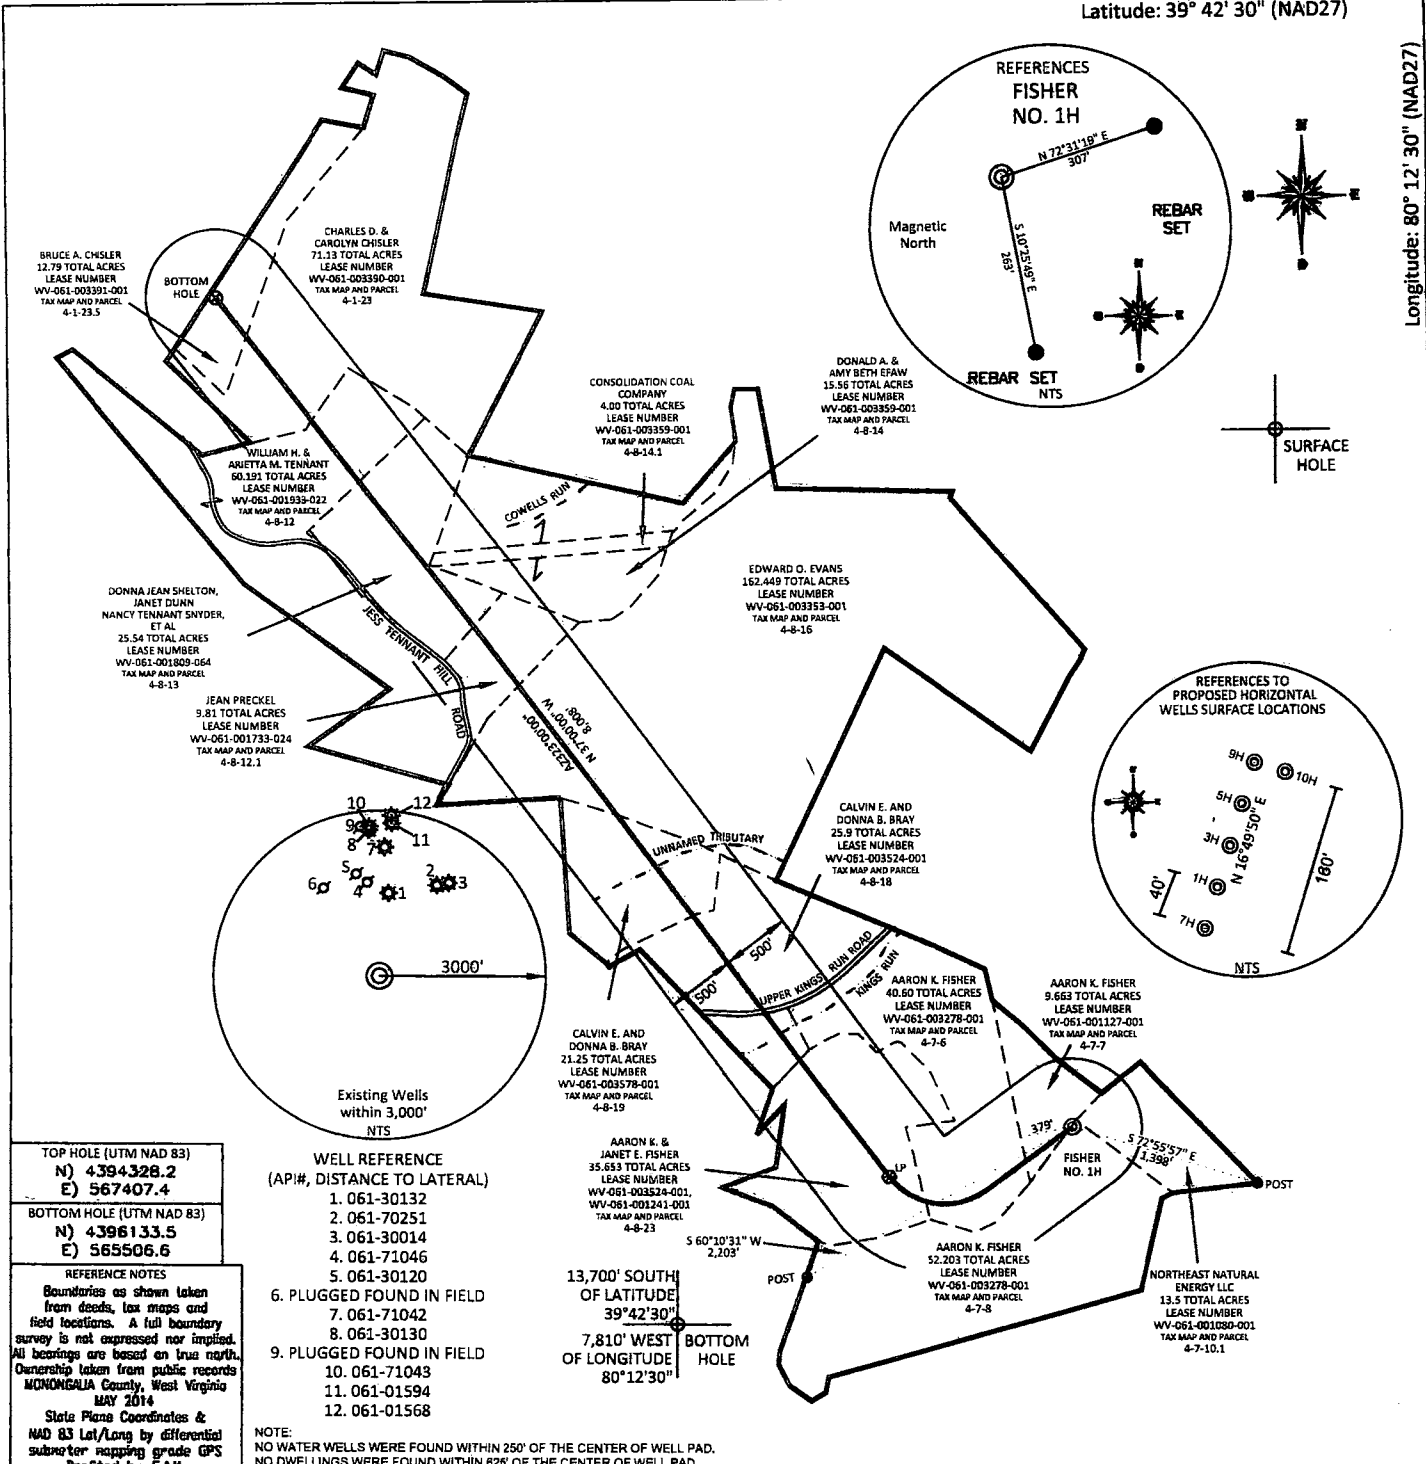 Latitude: 39° 42' 30" (NAD27)
Longitude: 80° 12' 30" (NAD27)
REFERENCES
FISHER
NO. 1H
N 72°31'19" E
307'
Magnetic
North
REBAR
SET
S 10°25'49" E
263'
REBAR SET
NTS
SURFACE
HOLE
BRUCE A. CHISLER
12.79 TOTAL ACRES
LEASE NUMBER
WV-061-003391-001
TAX MAP AND PARCEL
4-1-23.5
BOTTOM
HOLE
CHARLES D. &
CAROLYN CHISLER
71.13 TOTAL ACRES
LEASE NUMBER
WV-061-003390-001
TAX MAP AND PARCEL
4-1-23
CONSOLIDATION COAL
COMPANY
4.00 TOTAL ACRES
LEASE NUMBER
WV-061-003359-001
TAX MAP AND PARCEL
4-8-14.1
DONALD A. &
AMY BETH EFAW
15.56 TOTAL ACRES
LEASE NUMBER
WV-061-003359-001
TAX MAP AND PARCEL
4-8-14
WILLIAM H. &
ARIETTA M. TENNANT
60.191 TOTAL ACRES
LEASE NUMBER
WV-061-001933-022
TAX MAP AND PARCEL
4-8-12
COWELLS RUN
EDWARD O. EVANS
162.449 TOTAL ACRES
LEASE NUMBER
WV-061-003353-001
TAX MAP AND PARCEL
4-8-16
DONNA JEAN SHELTON,
JANET DUNN
NANCY TENNANT SNYDER,
ET AL
25.54 TOTAL ACRES
LEASE NUMBER
WV-061-001809-064
TAX MAP AND PARCEL
4-8-13
JESS TENNANT HILL ROAD
JEAN PRECKEL
9.81 TOTAL ACRES
LEASE NUMBER
WV-061-001733-024
TAX MAP AND PARCEL
4-8-12.1
AZ323°00'00"
N 37°00'00" W
8,008'
REFERENCES TO
PROPOSED HORIZONTAL
WELLS SURFACE LOCATIONS
9H
10H
5H
3H
1H
7H
N 16°49'50" E
40'
180'
NTS
10
12
9
8
11
7
5
6
4
1
2
3
3000'
Existing Wells
within 3,000'
NTS
UNNAMED TRIBUTARY
CALVIN E. AND
DONNA B. BRAY
25.9 TOTAL ACRES
LEASE NUMBER
WV-061-003524-001
TAX MAP AND PARCEL
4-8-18
500'
500'
UPPER KINGS RUN ROAD
KINGS RUN
AARON K. FISHER
40.60 TOTAL ACRES
LEASE NUMBER
WV-061-003278-001
TAX MAP AND PARCEL
4-7-6
AARON K. FISHER
9.663 TOTAL ACRES
LEASE NUMBER
WV-061-001127-001
TAX MAP AND PARCEL
4-7-7
CALVIN E. AND
DONNA B. BRAY
21.25 TOTAL ACRES
LEASE NUMBER
WV-061-003578-001
TAX MAP AND PARCEL
4-8-19
AARON K. &
JANET E. FISHER
35.653 TOTAL ACRES
LEASE NUMBER
WV-061-003524-001,
WV-061-001241-001
TAX MAP AND PARCEL
4-8-23
LP
379'
FISHER
NO. 1H
S 72°55'57" E
1,398'
POST
S 60°10'31" W
2,203'
POST
AARON K. FISHER
52.203 TOTAL ACRES
LEASE NUMBER
WV-061-003278-001
TAX MAP AND PARCEL
4-7-8
NORTHEAST NATURAL
ENERGY LLC
13.5 TOTAL ACRES
LEASE NUMBER
WV-061-001080-001
TAX MAP AND PARCEL
4-7-10.1
TOP HOLE (UTM NAD 83)
N) 4394328.2
E) 567407.4
BOTTOM HOLE (UTM NAD 83)
N) 4396133.5
E) 565506.6
REFERENCE NOTES
Boundaries as shown taken
from deeds, tax maps and
field locations. A full boundary
survey is not expressed nor implied.
All bearings are based on true north.
Ownership taken from public records
MONONGALIA County, West Virginia
MAY 2014
State Plane Coordinates &
NAD 83 Lat/Long by differential
submeter mapping grade GPS
WELL REFERENCE
(API#, DISTANCE TO LATERAL)
1. 061-30132
2. 061-70251
3. 061-30014
4. 061-71046
5. 061-30120
6. PLUGGED FOUND IN FIELD
7. 061-71042
8. 061-30130
9. PLUGGED FOUND IN FIELD
10. 061-71043
11. 061-01594
12. 061-01568
13,700' SOUTH
OF LATITUDE
39°42'30"
7,810' WEST
OF LONGITUDE
80°12'30"
BOTTOM
HOLE
NOTE:
NO WATER WELLS WERE FOUND WITHIN 250' OF THE CENTER OF WELL PAD.
NO DWELLINGS WERE FOUND WITHIN 625' OF THE CENTER OF WELL PAD.